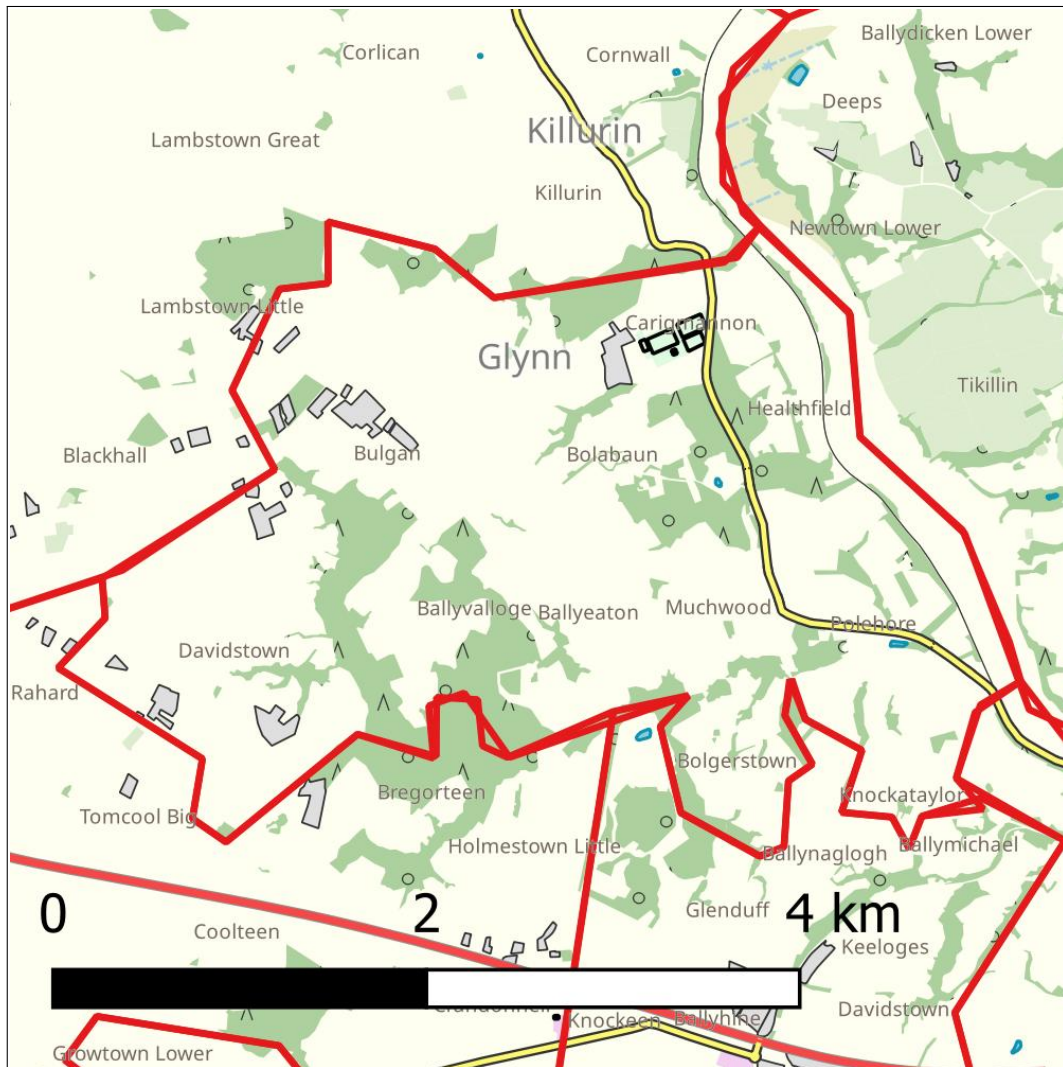 Ballydicken Lower
Corlican
Cornwall
Deeps
Killurin
Lambstown Great
Killurin
Newtown Lower
Lambstown Little
Carigmannon
Glynn
Tikillin
Healthfield
Blackhall
Bulgan
Bolabaun
Ballyvalloge
Ballyeaton
Muchwood
Polehore
Davidstown
Rahard
Bolgerstown
Bregorteen
Knockataylor
Tomcool Big
Holmestown Little
Ballynaglogh
Ballymichael
0
2
4 km
Glenduff
Coolteen
Keeloges
Davidstown
Knockeen
Ballyhine
Growtown Lower